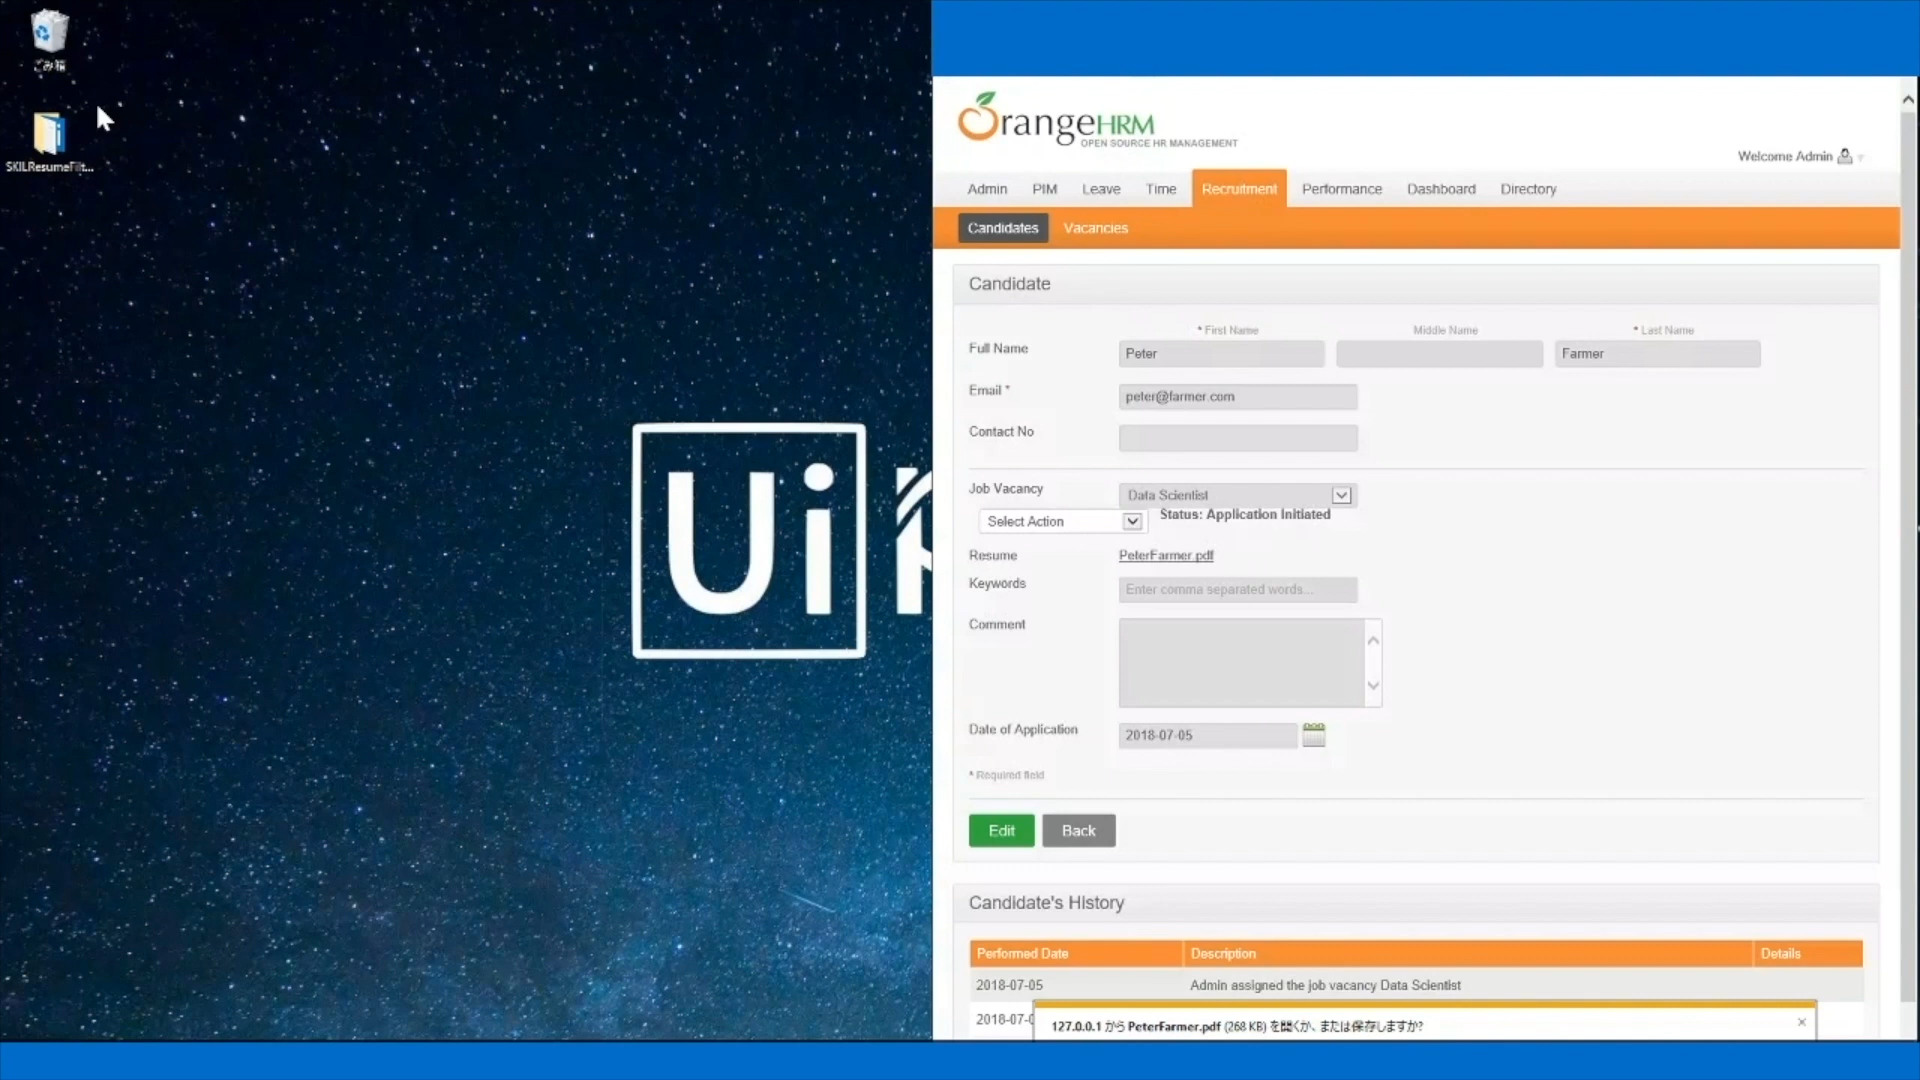 ごみ箱
SKILResumeFilt...
Ui
OrangeHRM
OPEN SOURCE HR MANAGEMENT
Welcome Admin
Admin PIM Leave Time Recruitment Performance Dashboard Directory
Candidates Vacancies
Candidate
* First Name Middle Name * Last Name
Full Name Peter Farmer
Email * peter@farmer.com
Contact No
Job Vacancy Data Scientist
Select Action Status: Application Initiated
Resume PeterFarmer.pdf
Keywords Enter comma separated words...
Comment
Date of Application 2018-07-05
* Required field
Edit Back
Candidate's History
Performed Date Description Details
2018-07-05 Admin assigned the job vacancy Data Scientist
2018-07-0
127.0.0.1 から PeterFarmer.pdf (268 KB) を開くか、または保存しますか?